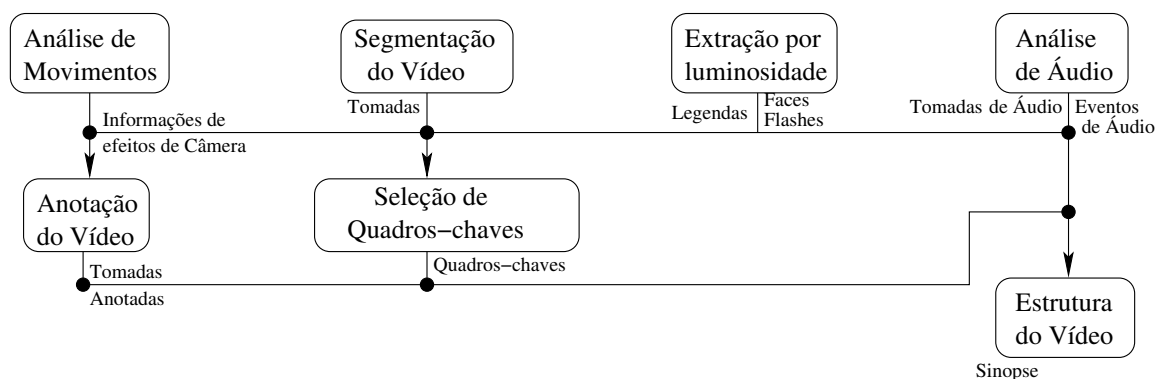 Análise de
Movimentos
Segmentação
do Vídeo
Extração por
luminosidade
Análise
de Áudio
Informações de
efeitos de Câmera
Tomadas
Legendas
Faces
Flashes
Tomadas de Áudio
Eventos
de Áudio
Anotação
do Vídeo
Seleção de
Quadros−chaves
Tomadas
Anotadas
Quadros−chaves
Estrutura
do Vídeo
Sinopse